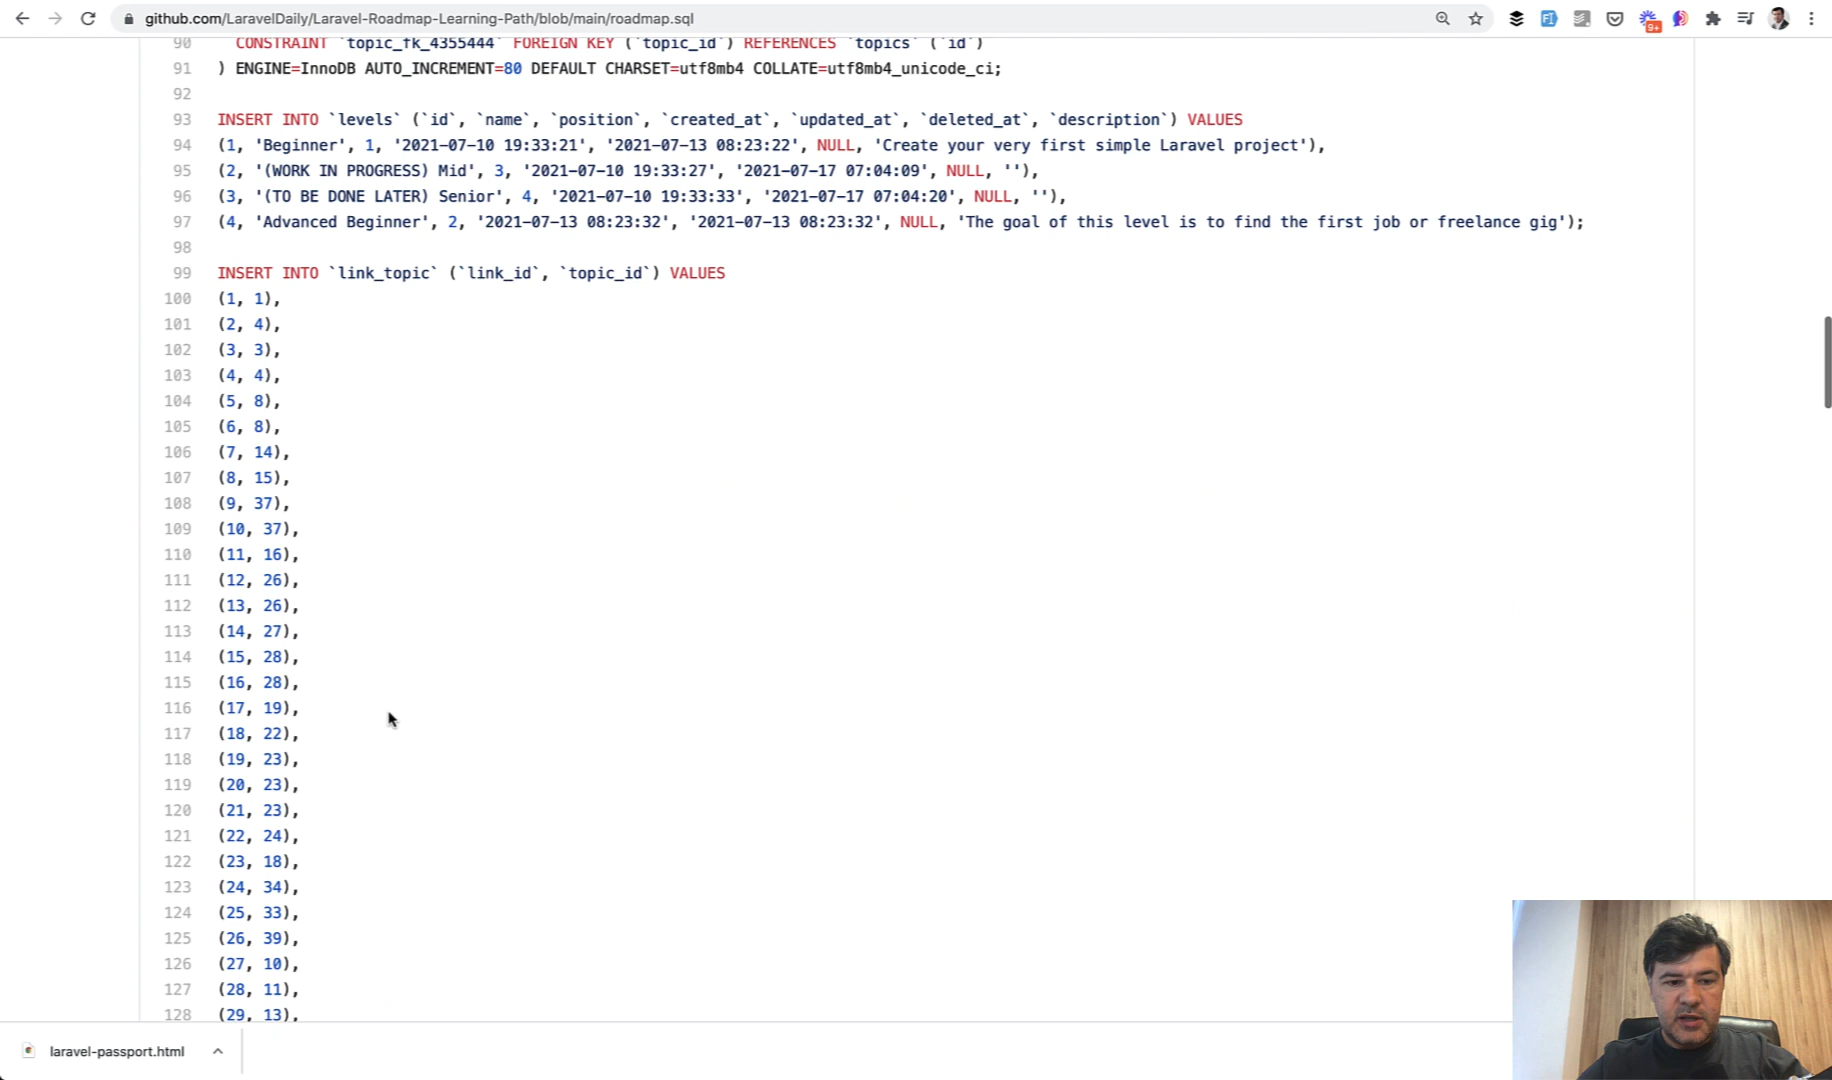 github.com/LaravelDaily/Laravel-Roadmap-Learning-Path/blob/main/roadmap.sql
9+
90 CONSTRAINT `topic_fk_4355444` FOREIGN KEY (`topic_id`) REFERENCES `topics` (`id`)
91 ) ENGINE=InnoDB AUTO_INCREMENT=80 DEFAULT CHARSET=utf8mb4 COLLATE=utf8mb4_unicode_ci;
92
93 INSERT INTO `levels` (`id`, `name`, `position`, `created_at`, `updated_at`, `deleted_at`, `description`) VALUES
94 (1, 'Beginner', 1, '2021-07-10 19:33:21', '2021-07-13 08:23:22', NULL, 'Create your very first simple Laravel project'),
95 (2, '(WORK IN PROGRESS) Mid', 3, '2021-07-10 19:33:27', '2021-07-17 07:04:09', NULL, ''),
96 (3, '(TO BE DONE LATER) Senior', 4, '2021-07-10 19:33:33', '2021-07-17 07:04:20', NULL, ''),
97 (4, 'Advanced Beginner', 2, '2021-07-13 08:23:32', '2021-07-13 08:23:32', NULL, 'The goal of this level is to find the first job or freelance gig');
98
99 INSERT INTO `link_topic` (`link_id`, `topic_id`) VALUES
100 (1, 1),
101 (2, 4),
102 (3, 3),
103 (4, 4),
104 (5, 8),
105 (6, 8),
106 (7, 14),
107 (8, 15),
108 (9, 37),
109 (10, 37),
110 (11, 16),
111 (12, 26),
112 (13, 26),
113 (14, 27),
114 (15, 28),
115 (16, 28),
116 (17, 19),
117 (18, 22),
118 (19, 23),
119 (20, 23),
120 (21, 23),
121 (22, 24),
122 (23, 18),
123 (24, 34),
124 (25, 33),
125 (26, 39),
126 (27, 10),
127 (28, 11),
128 (29, 13),
laravel-passport.html